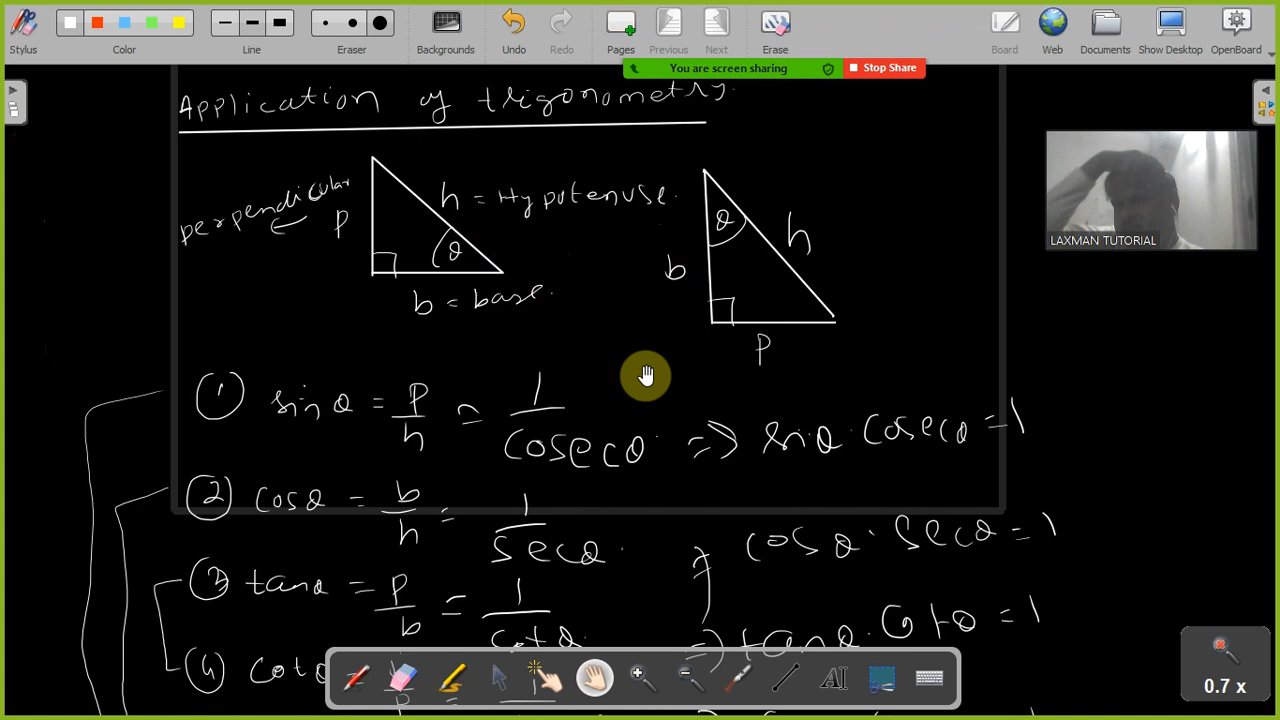 Stylus Color Line Eraser Backgrounds Undo Redo Pages Previous Next Erase Board Web Documents Show Desktop OpenBoard
You are screen sharing Stop Share
Application of trigonometry.
perpendicular
p
h = Hypotenuse.
θ
b = base.
θ
h
b
p
LAXMAN TUTORIAL
① sinθ = p/h = 1/cosecθ ⇒ sinθ. cosecθ = 1
② cosθ = b/h = 1/secθ. ⇒ cosθ. secθ = 1
③ tanθ = p/b = 1/cotθ. ⇒ tanθ. cotθ = 1
④ cotθ
0.7 x